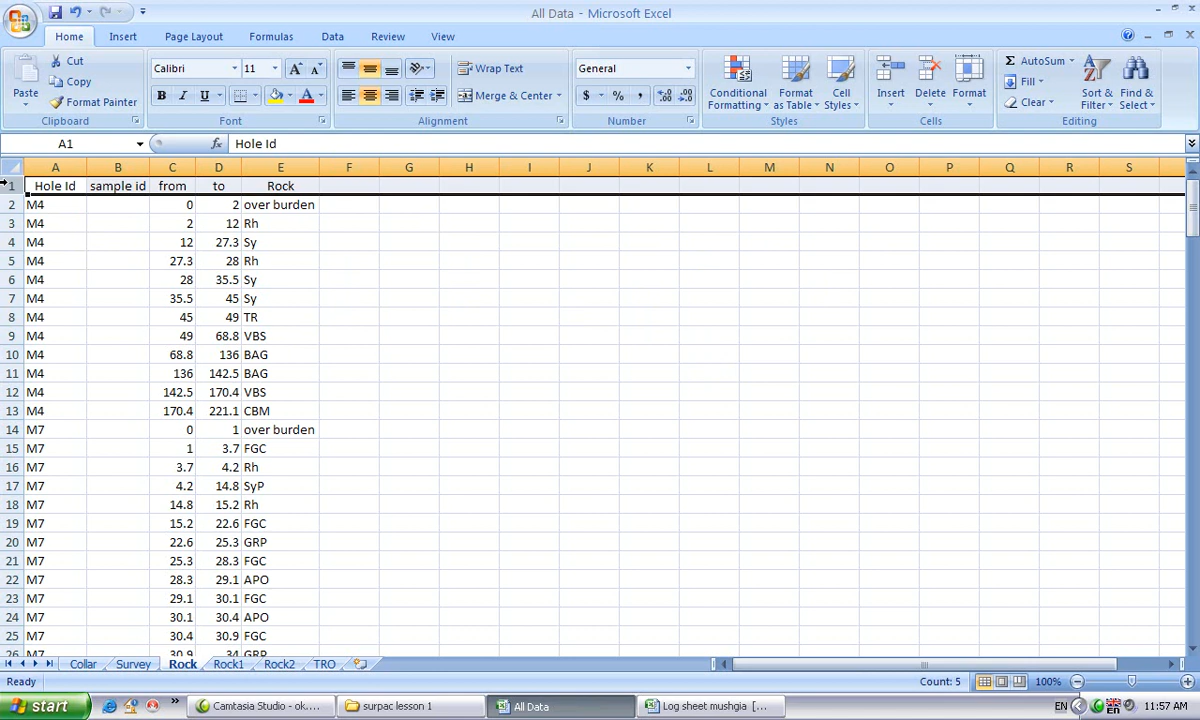 All Data - Microsoft Excel
Home Insert Page Layout Formulas Data Review View
Paste
Cut
Copy
Format Painter
Clipboard
Calibri 11
B I U
Font
Wrap Text
Merge & Center
Alignment
General
$ % ,
Number
Conditional Formatting
Format as Table
Cell Styles
Styles
Insert Delete Format
Cells
Σ AutoSum
Fill
Clear
Sort & Filter
Find & Select
Editing
A1 fx Hole Id
A B C D E F G H I J K L M N O P Q R S
1 Hole Id sample id from to Rock
2 M4 0 2 over burden
3 M4 2 12 Rh
4 M4 12 27.3 Sy
5 M4 27.3 28 Rh
6 M4 28 35.5 Sy
7 M4 35.5 45 Sy
8 M4 45 49 TR
9 M4 49 68.8 VBS
10 M4 68.8 136 BAG
11 M4 136 142.5 BAG
12 M4 142.5 170.4 VBS
13 M4 170.4 221.1 CBM
14 M7 0 1 over burden
15 M7 1 3.7 FGC
16 M7 3.7 4.2 Rh
17 M7 4.2 14.8 SyP
18 M7 14.8 15.2 Rh
19 M7 15.2 22.6 FGC
20 M7 22.6 25.3 GRP
21 M7 25.3 28.3 FGC
22 M7 28.3 29.1 APO
23 M7 29.1 30.1 FGC
24 M7 30.1 30.4 APO
25 M7 30.4 30.9 FGC
26 M7 30.9 34 GRP
Collar Survey Rock Rock1 Rock2 TRO
Ready Count: 5 100%
start Camtasia Studio - ok.... surpac lesson 1 All Data Log sheet mushgia [... EN EN 11:57 AM